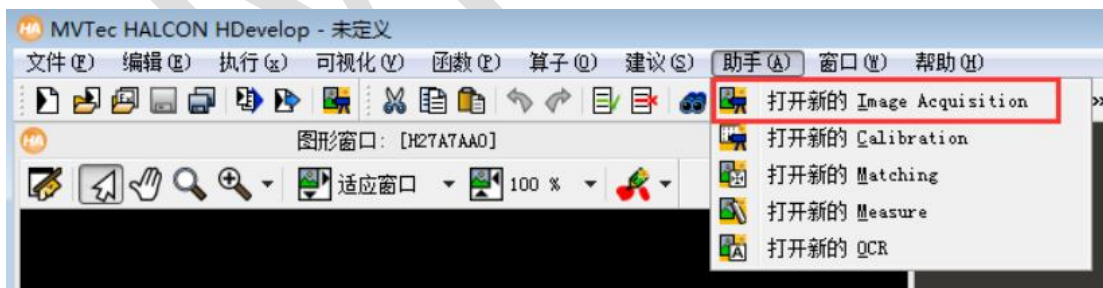 MVTec HALCON HDevelop - 未定义
文件(F) 编辑(E) 执行(x) 可视化(V) 函数(P) 算子(O) 建议(S) 助手(A) 窗口(W) 帮助(H)
打开新的 Image Acquisition
图形窗口: [H27A7AA0]
打开新的 Calibration
适应窗口 100 %
打开新的 Matching
打开新的 Measure
打开新的 OCR